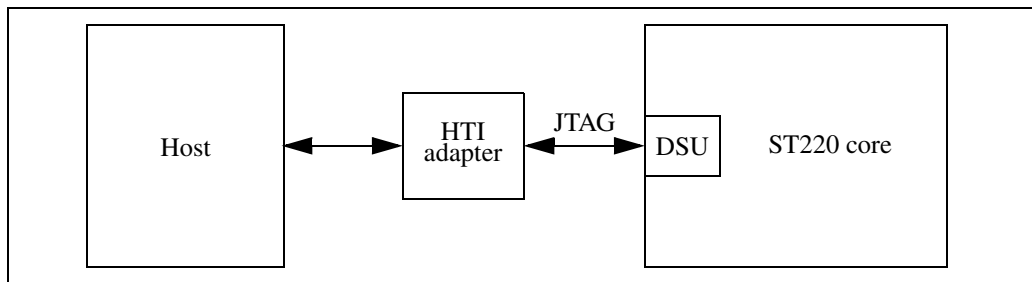 Host
HTI
adapter
JTAG
DSU
ST220 core